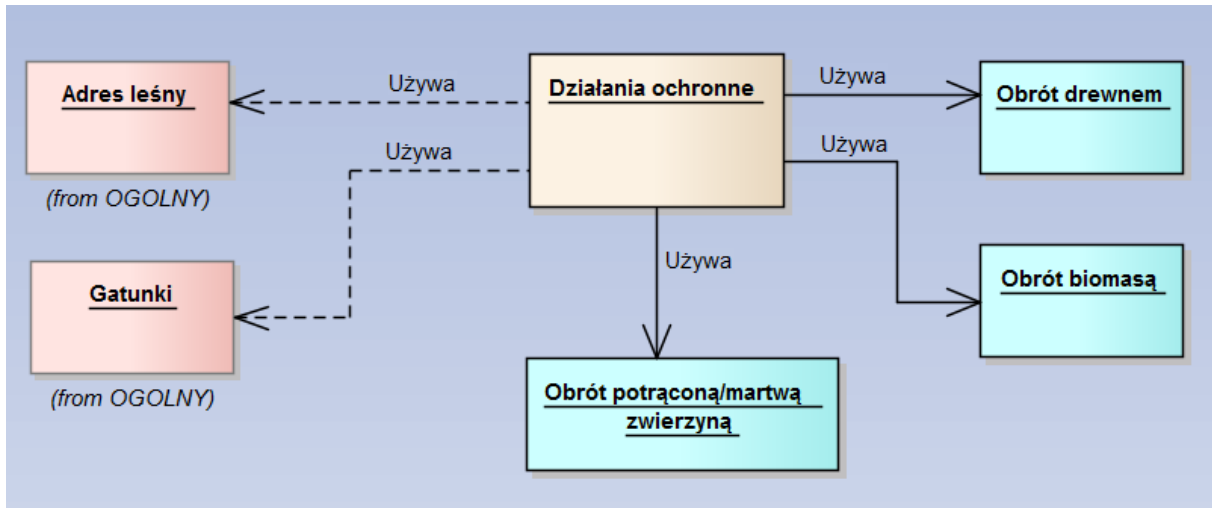 Adres leśny
(from OGOLNY)
Używa
Działania ochronne
Używa
Obrót drewnem
Używa
Używa
Gatunki
(from OGOLNY)
Używa
Obrót biomasą
Obrót potrąconą/martwą
zwierzyną